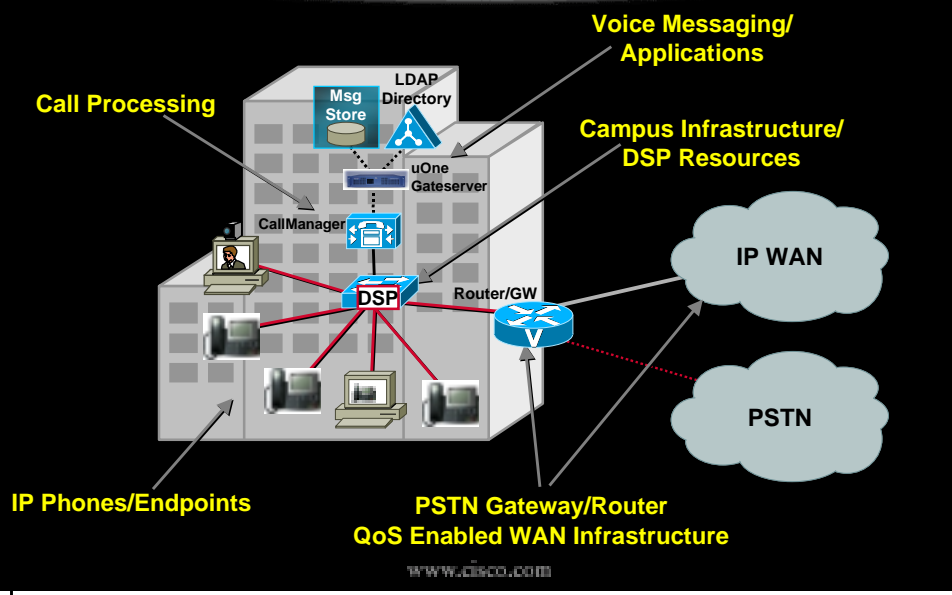 Voice Messaging/
Applications
Call Processing
LDAP
Directory
Msg
Store
Campus Infrastructure/
DSP Resources
uOne
Gateserver
CallManager
IP WAN
DSP
Router/GW
V
PSTN
IP Phones/Endpoints
PSTN Gateway/Router
QoS Enabled WAN Infrastructure
www.cisco.com